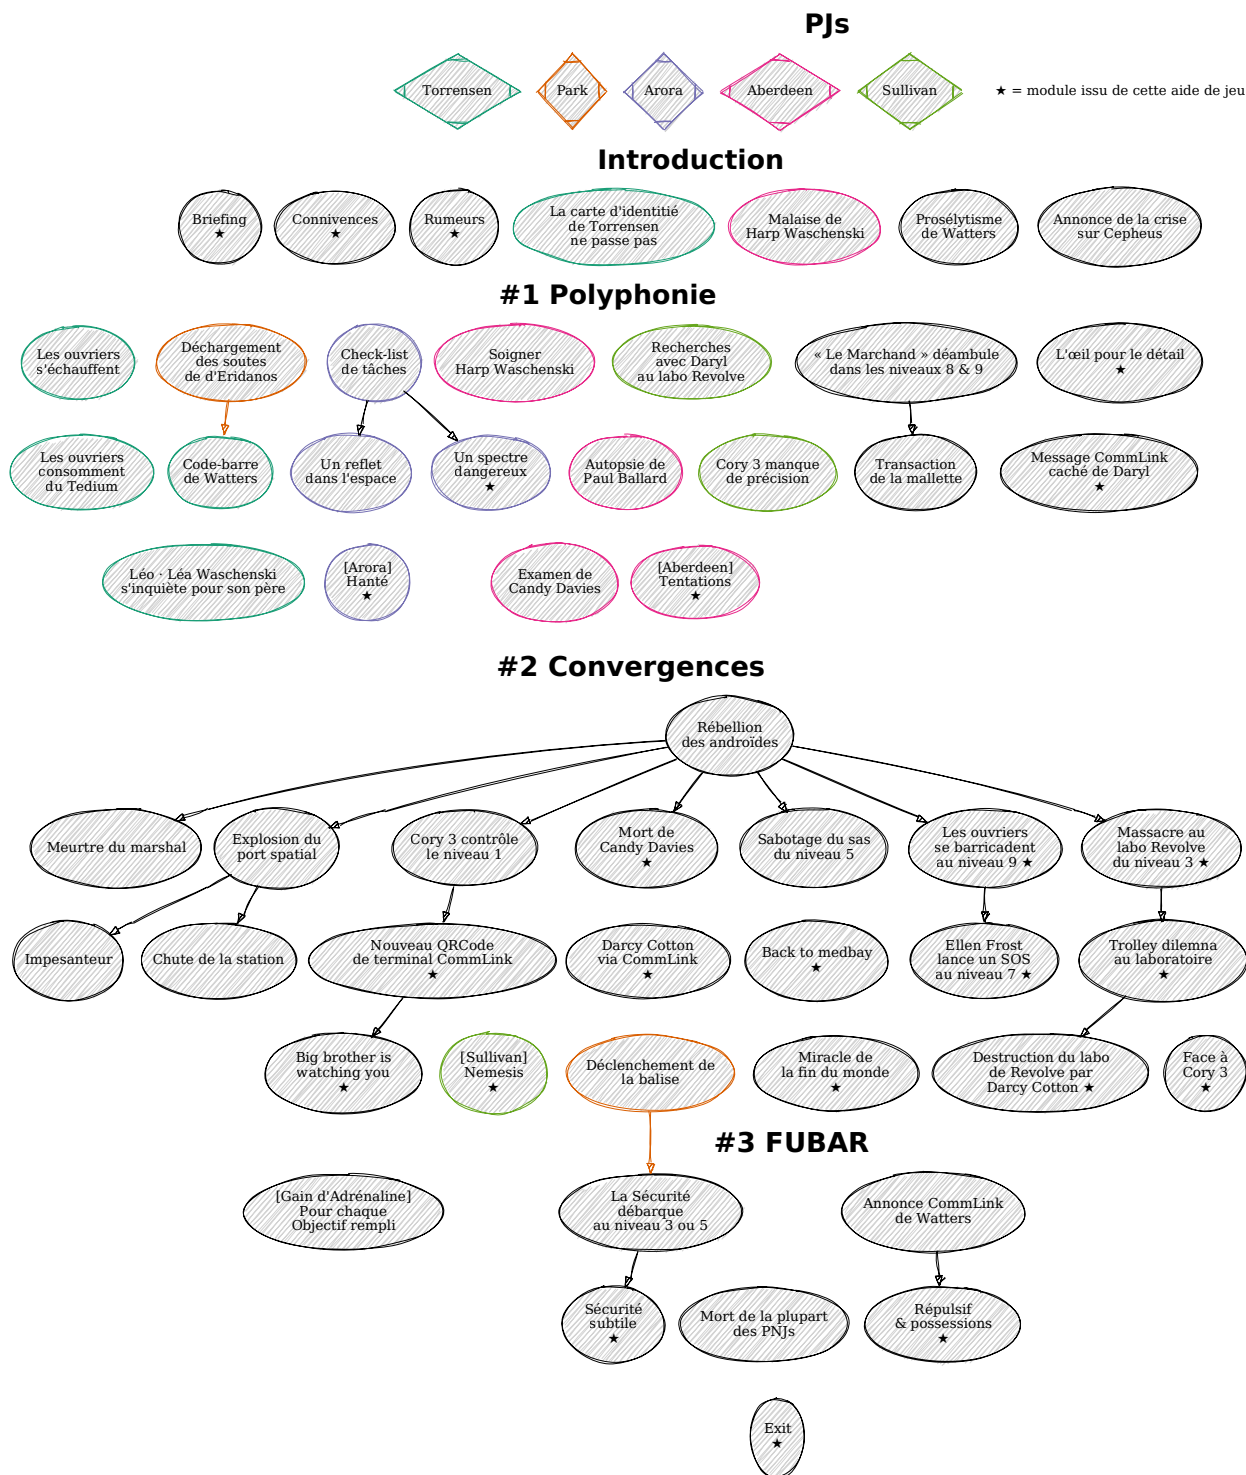 PJs
Torrensen
Park
Arora
Aberdeen
Sullivan
★ = module issu de cette aide de jeu
Introduction
Briefing
★
Connivences
★
Rumeurs
★
La carte d'identitié
de Torrensen
ne passe pas
Malaise de
Harp Waschenski
Prosélytisme
de Watters
Annonce de la crise
sur Cepheus
#1 Polyphonie
Les ouvriers
s'échauffent
Déchargement
des soutes
de d'Eridanos
Check-list
de tâches
Soigner
Harp Waschenski
Recherches
avec Daryl
au labo Revolve
« Le Marchand » déambule
dans les niveaux 8 & 9
L'œil pour le détail
★
Les ouvriers
consomment
du Tedium
Code-barre
de Watters
Un reflet
dans l'espace
Un spectre
dangereux
★
Autopsie de
Paul Ballard
Cory 3 manque
de précision
Transaction
de la mallette
Message CommLink
caché de Daryl
★
Léo · Léa Waschenski
s'inquiète pour son père
[Arora]
Hanté
★
Examen de
Candy Davies
[Aberdeen]
Tentations
★
#2 Convergences
Rébellion
des androïdes
Meurtre du marshal
Explosion du
port spatial
Cory 3 contrôle
le niveau 1
Mort de
Candy Davies
★
Sabotage du sas
du niveau 5
Les ouvriers
se barricadent
au niveau 9 ★
Massacre au
labo Revolve
du niveau 3 ★
Impesanteur
Chute de la station
Nouveau QRCode
de terminal CommLink
★
Darcy Cotton
via CommLink
★
Back to medbay
★
Ellen Frost
lance un SOS
au niveau 7 ★
Trolley dilemna
au laboratoire
★
Big brother is
watching you
★
[Sullivan]
Nemesis
★
Déclenchement de
la balise
Miracle de
la fin du monde
★
Destruction du labo
de Revolve par
Darcy Cotton ★
Face à
Cory 3
★
#3 FUBAR
[Gain d'Adrénaline]
Pour chaque
Objectif rempli
La Sécurité
débarque
au niveau 3 ou 5
Annonce CommLink
de Watters
Sécurité
subtile
★
Mort de la plupart
des PNJs
Répulsif
& possessions
★
Exit
★